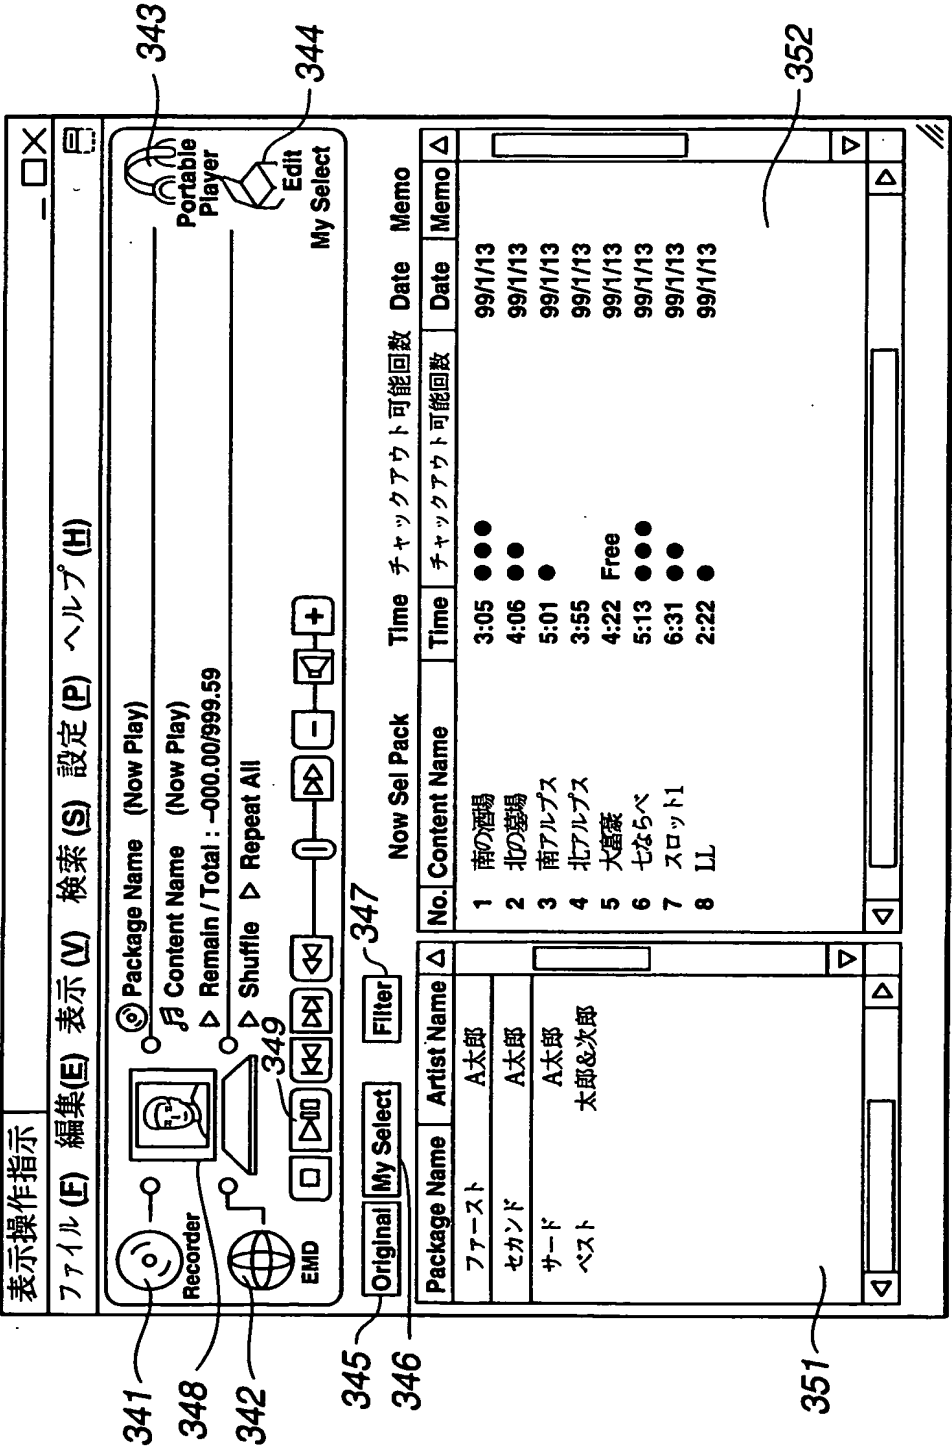 表示操作指示
ファイル(F) 編集(E) 表示(V) 検索(S) 設定(P) ヘルプ(H)
341
348
342
343
344
Recorder
EMD
Package Name (Now Play)
Content Name (Now Play)
Remain / Total : -000.00/999.59
Shuffle Repeat All
349
Portable
Player
Edit
My Select
− +
345
346
347
Original My Select Filter
Now Sel Pack Time チャックアウト可能回数 Date Memo
Package Name Artist Name
ファースト A太郎
セカンド A太郎
サード A太郎
ベスト 太郎&次郎
351
No. Content Name Time チャックアウト可能回数 Date Memo
1 南の酒場 3:05 ●●● 99/1/13
2 北の墓場 4:06 ●● 99/1/13
3 南アルプス 5:01 ● 99/1/13
4 北アルプス 3:55 99/1/13
5 大富豪 4:22 Free 99/1/13
6 七ならべ 5:13 ●●● 99/1/13
7 スロット1 6:31 ●● 99/1/13
8 LL 2:22 ● 99/1/13
352